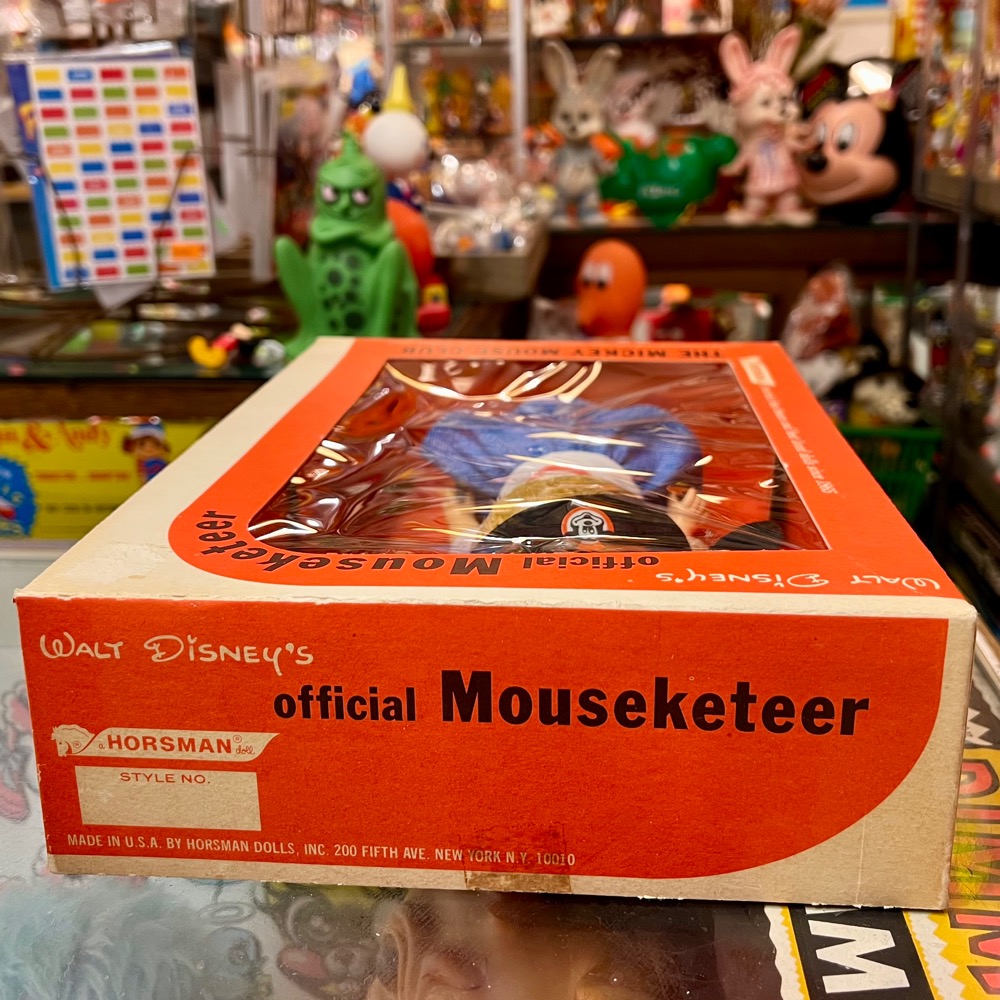 THE MICKEY MOUSE CLUB
official Mouseketeer
WALT DISNEY'S
WALT DISNEY'S
official Mouseketeer
a HORSMAN® doll
STYLE NO.
MADE IN U.S.A. BY HORSMAN DOLLS, INC. 200 FIFTH AVE. NEW YORK N.Y. 10010